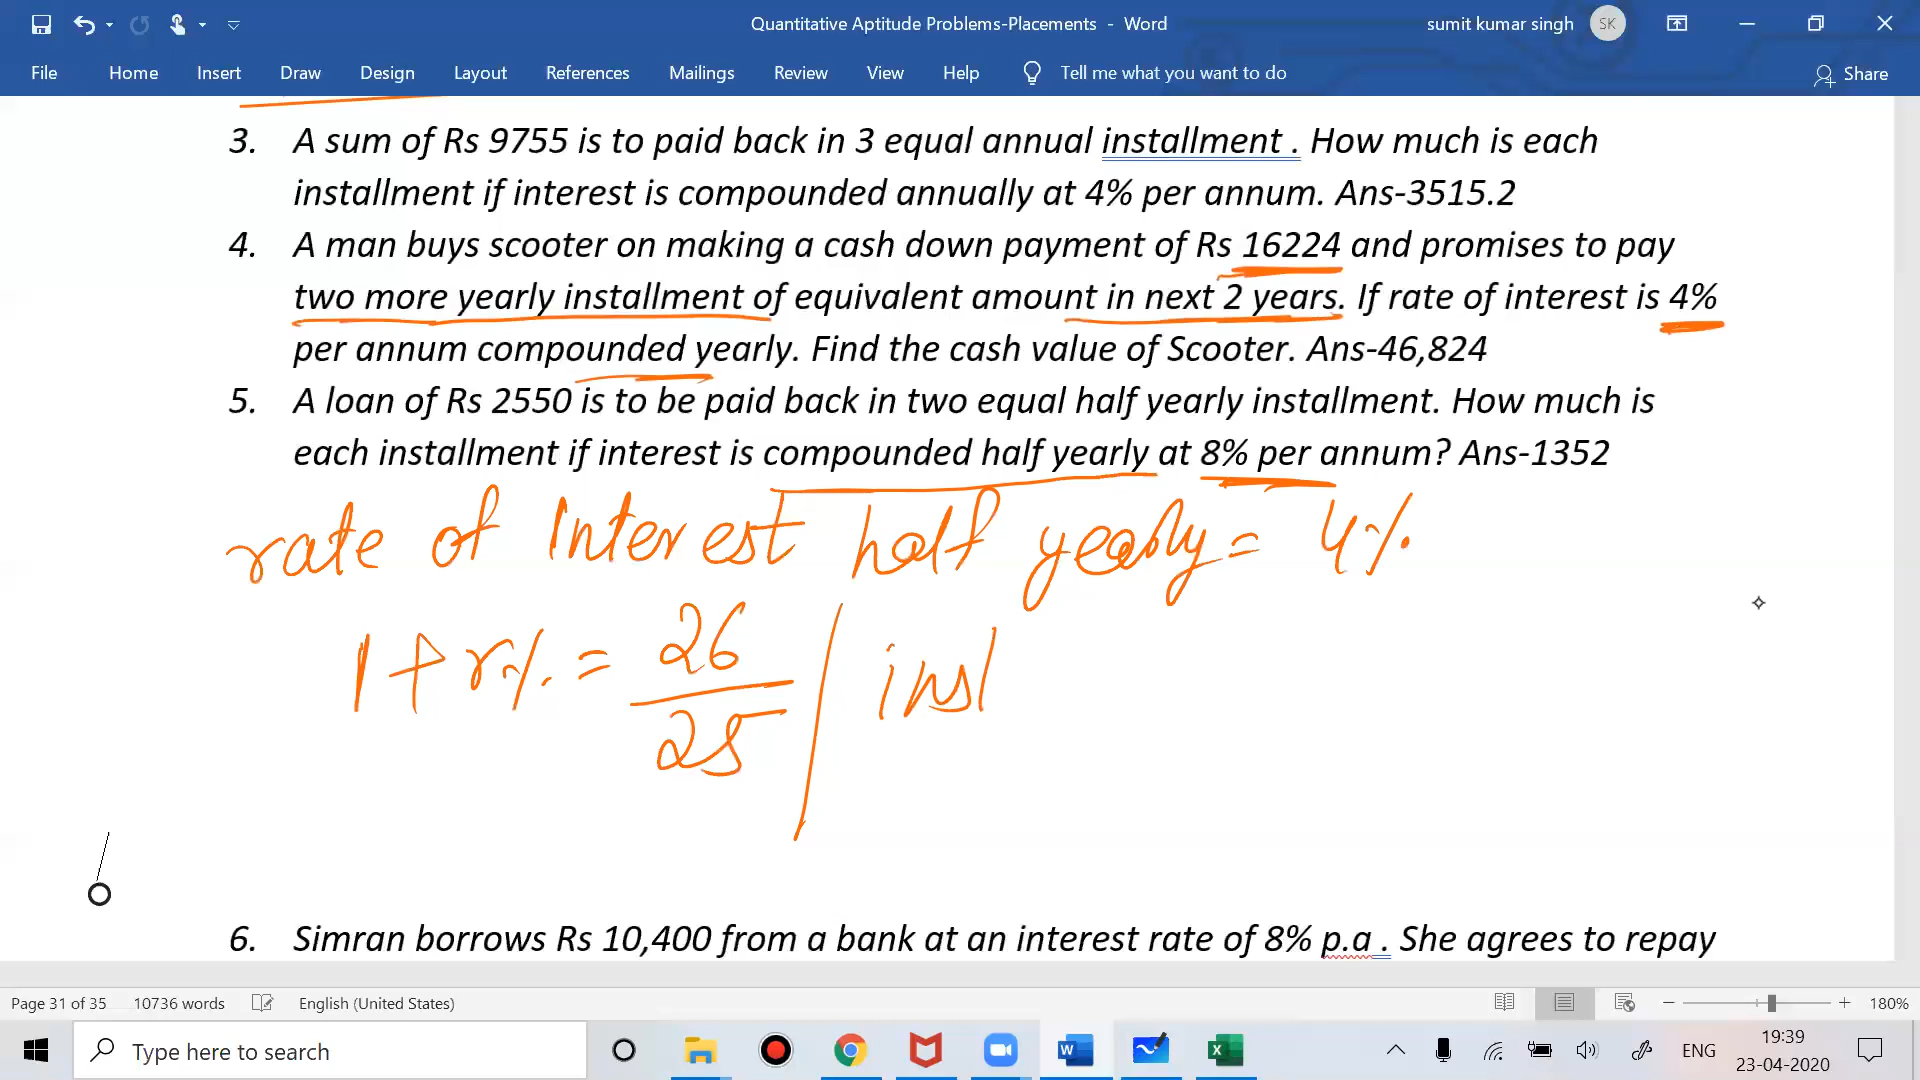 Quantitative Aptitude Problems-Placements - Word
sumit kumar singh SK
File Home Insert Draw Design Layout References Mailings Review View Help Tell me what you want to do Share
3. A sum of Rs 9755 is to paid back in 3 equal annual installment . How much is each
installment if interest is compounded annually at 4% per annum. Ans-3515.2
4. A man buys scooter on making a cash down payment of Rs 16224 and promises to pay
two more yearly installment of equivalent amount in next 2 years. If rate of interest is 4%
per annum compounded yearly. Find the cash value of Scooter. Ans-46,824
5. A loan of Rs 2550 is to be paid back in two equal half yearly installment. How much is
each installment if interest is compounded half yearly at 8% per annum? Ans-1352
rate of interest half yearly = 4%
1 + r% = 26/25 inst
6. Simran borrows Rs 10,400 from a bank at an interest rate of 8% p.a . She agrees to repay
Page 31 of 35 10736 words English (United States) 180%
Type here to search
ENG
19:39
23-04-2020